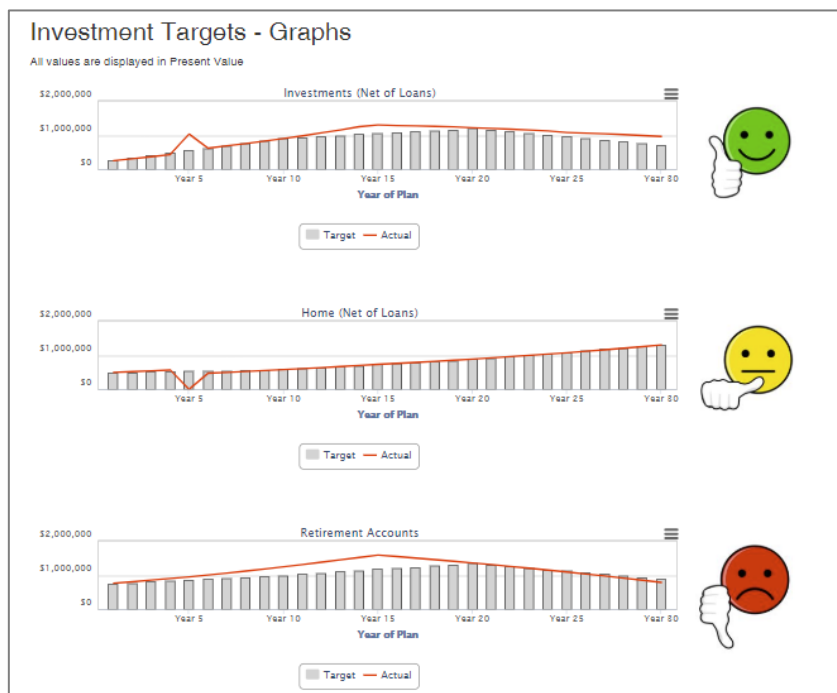 Investment Targets - Graphs
All values are displayed in Present Value
Investments (Net of Loans)
$2,000,000
$1,000,000
$0
Year 5 Year 10 Year 15 Year 20 Year 25 Year 30
Year of Plan
Target Actual
Home (Net of Loans)
$2,000,000
$1,000,000
$0
Year 5 Year 10 Year 15 Year 20 Year 25 Year 30
Year of Plan
Target Actual
Retirement Accounts
$2,000,000
$1,000,000
$0
Year 5 Year 10 Year 15 Year 20 Year 25 Year 30
Year of Plan
Target Actual